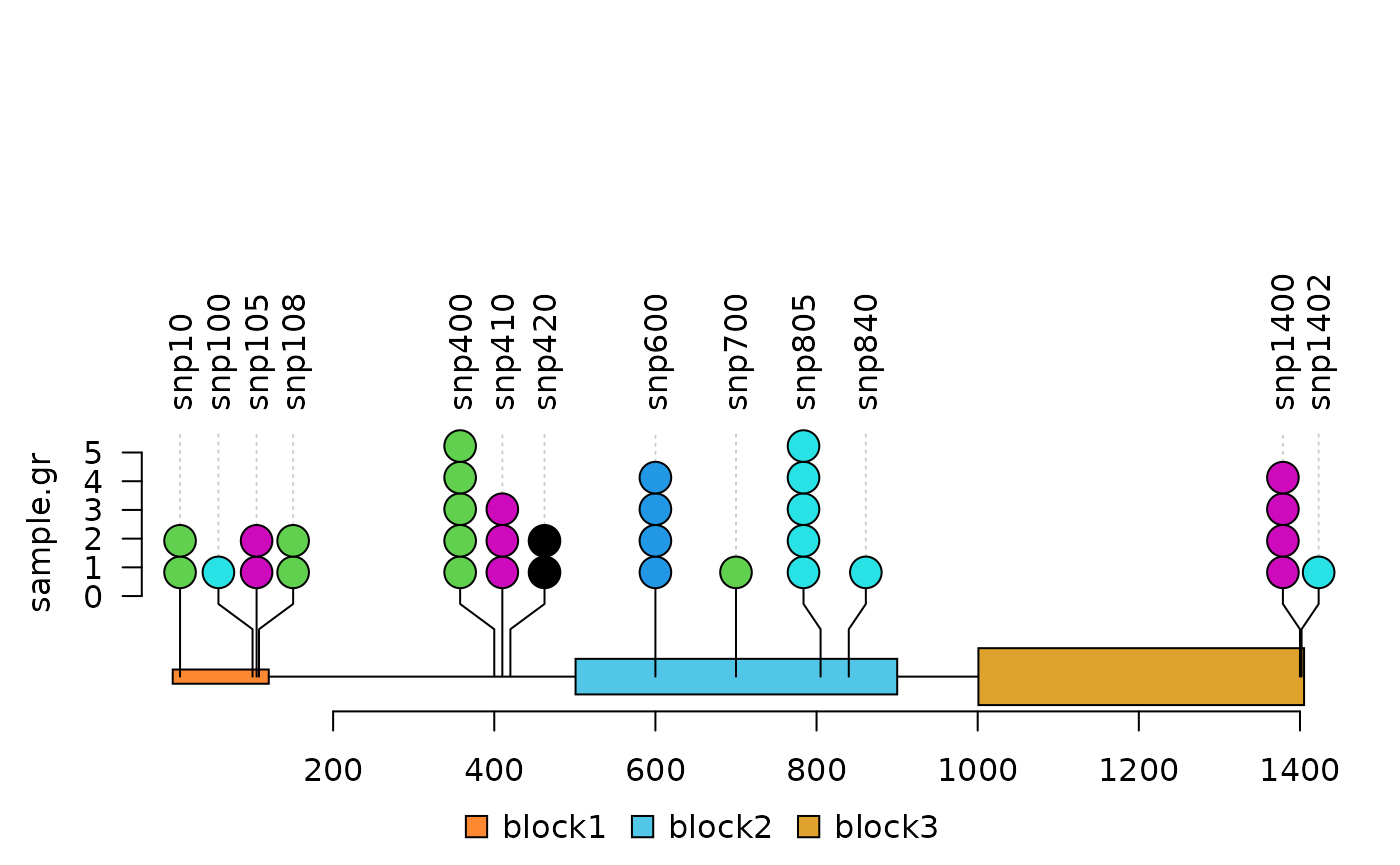 snp10 snp100 snp105 snp108 snp400 snp410 snp420 snp600 snp700 snp805 snp840 snp1400 snp1402
sample.gr
5
4
3
2
1
0
200 400 600 800 1000 1200 1400
block1 block2 block3